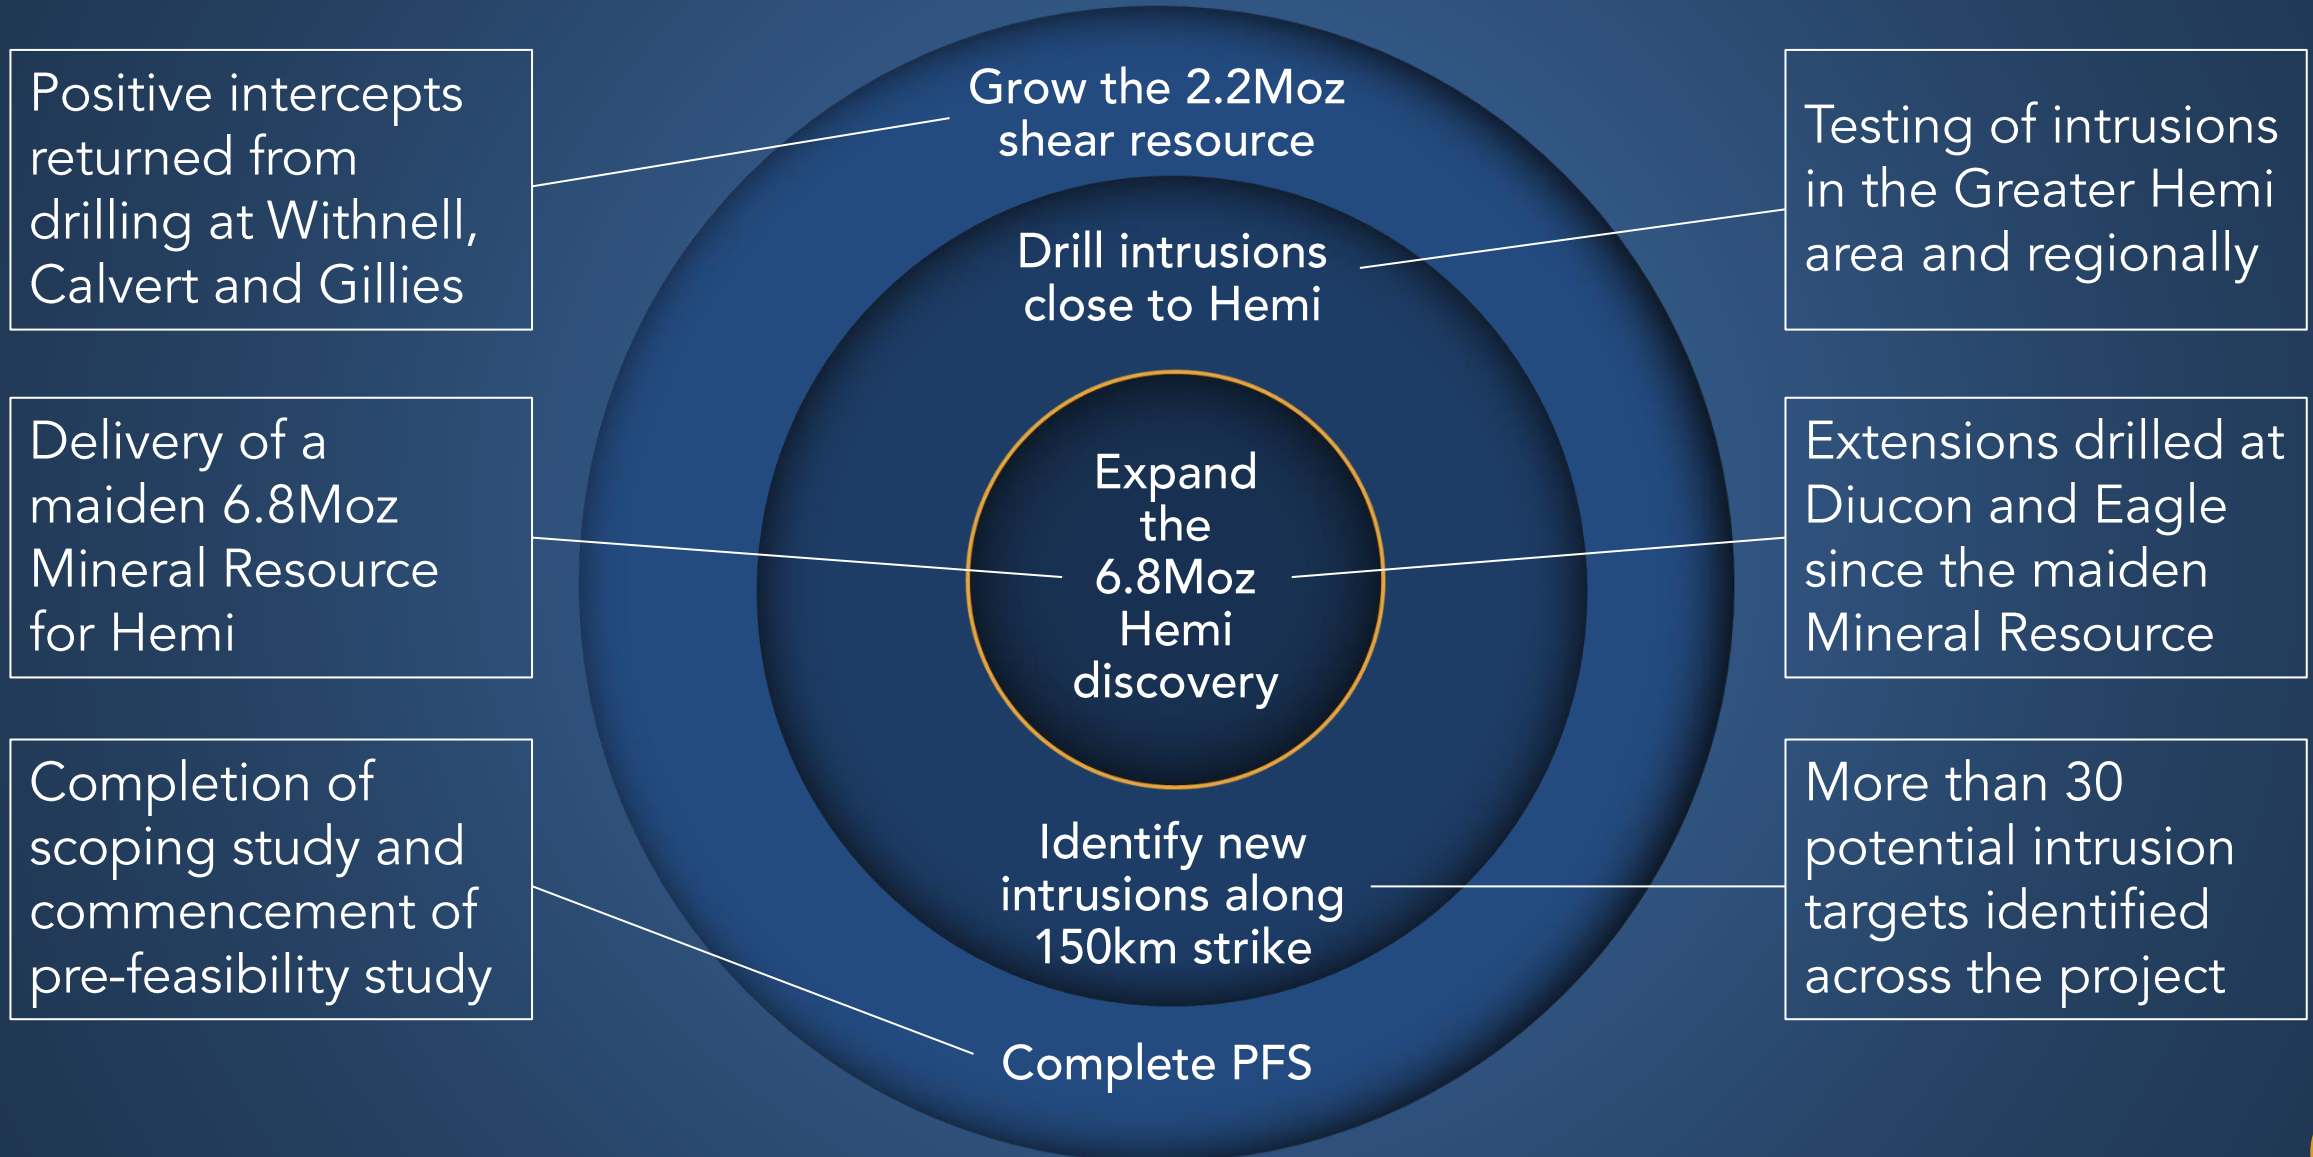 Positive intercepts
returned from
drilling at Withnell,
Calvert and Gillies
Delivery of a
maiden 6.8Moz
Mineral Resource
for Hemi
Completion of
scoping study and
commencement of
pre-feasibility study
Grow the 2.2Moz
shear resource
Drill intrusions
close to Hemi
Expand
the
6.8Moz
Hemi
discovery
Identify new
intrusions along
150km strike
Complete PFS
Testing of intrusions
in the Greater Hemi
area and regionally
Extensions drilled at
Diucon and Eagle
since the maiden
Mineral Resource
More than 30
potential intrusion
targets identified
across the project